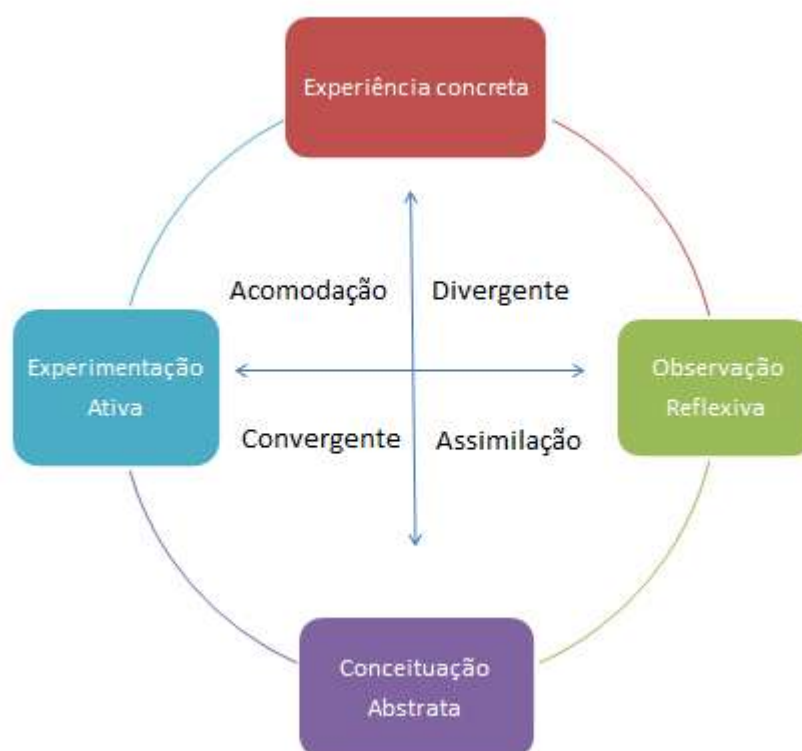 Experiência concreta
Acomodação
Divergente
Experimentação
Ativa
Observação
Reflexiva
Convergente
Assimilação
Conceituação
Abstrata